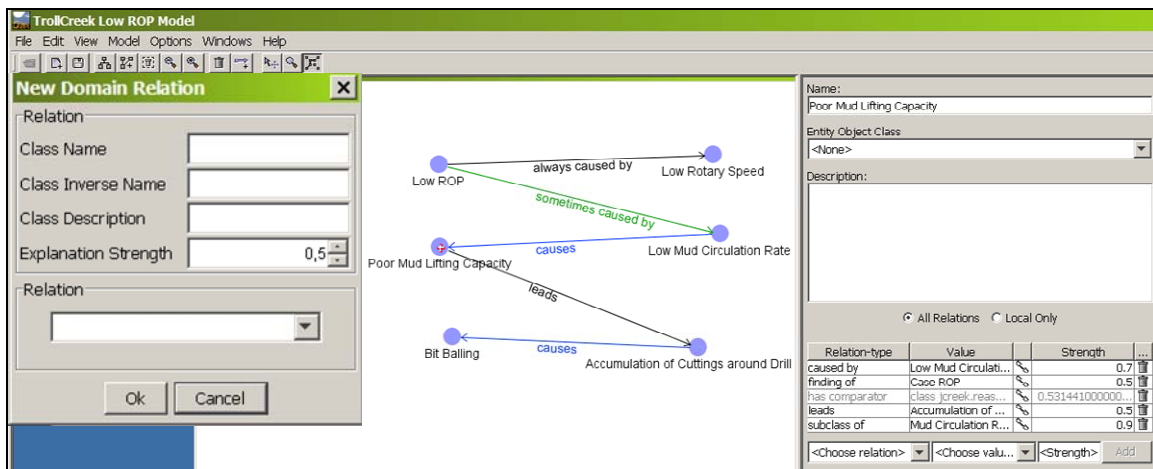 TrollCreek Low ROP Model
File Edit View Model Options Windows Help
New Domain Relation
Relation
Class Name
Class Inverse Name
Class Description
Explanation Strength 0,5
Relation
Ok Cancel
always caused by
Low ROP
Low Rotary Speed
sometimes caused by
causes
Low Mud Circulation Rate
Poor Mud Lifting Capacity
leads
Bit Balling
causes
Accumulation of Cuttings around Drill
Name:
Poor Mud Lifting Capacity
Entity Object Class
<None>
Description:
All Relations Local Only
Relation-type Value Strength ...
caused by Low Mud Circulati... 0.7
finding of Case ROP 0.5
has comparator class jcreek.reas... 0.531441000000...
leads Accumulation of ... 0.5
subclass of Mud Circulation R... 0.9
<Choose relation> <Choose valu... <Strength> Add